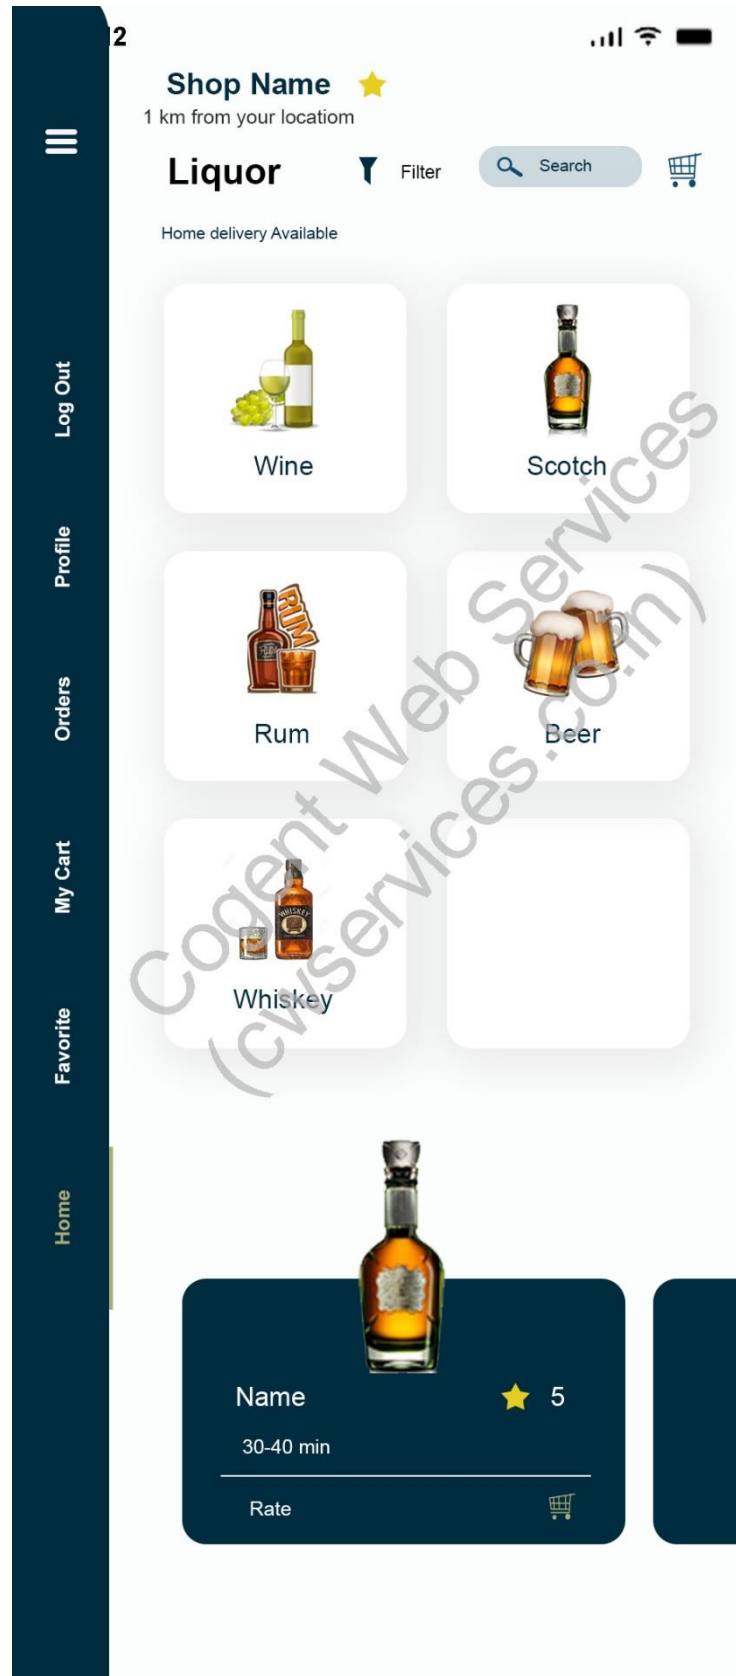 12
Shop Name
1 km from your locatiom
Liquor
Filter
Search
Home delivery Available
Wine
Scotch
RUM
Rum
Beer
WHISKEY
Whiskey
Log Out
Profile
Orders
My Cart
Favorite
Home
Name
5
30-40 min
Rate
Cogent Web Services
(cwservices.co.in)